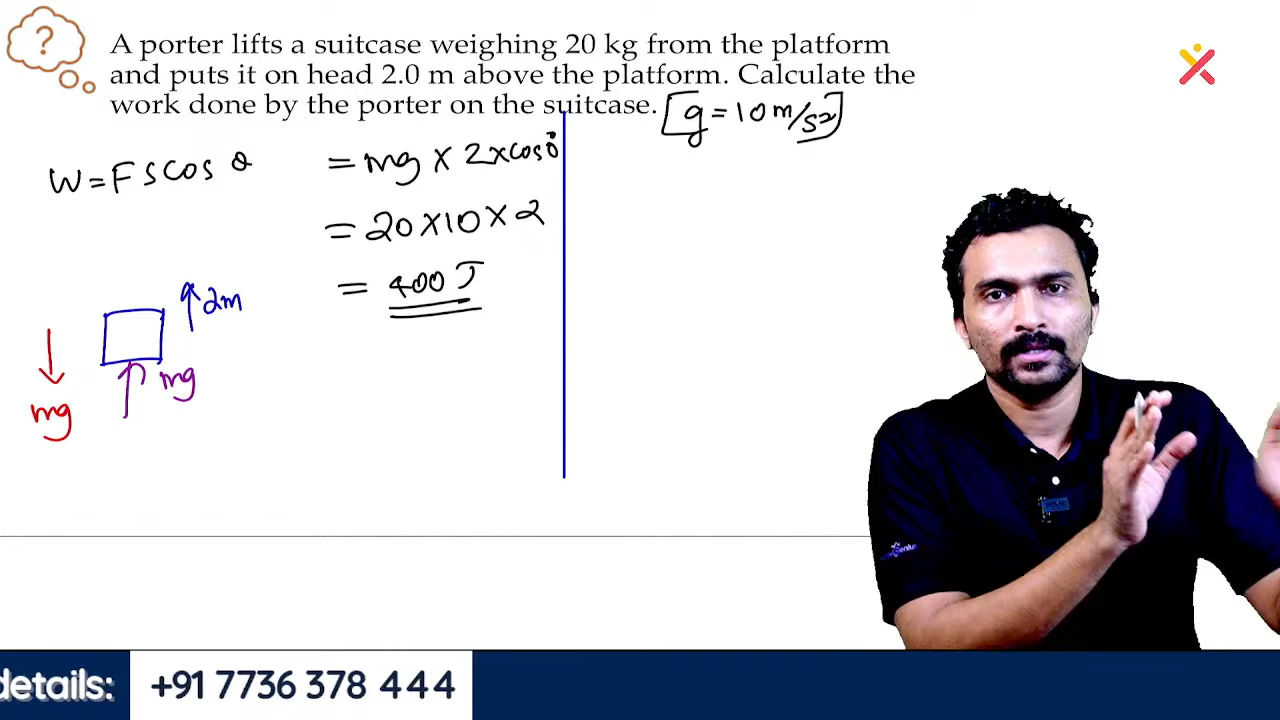 ?
A porter lifts a suitcase weighing 20 kg from the platform
and puts it on head 2.0 m above the platform. Calculate the
work done by the porter on the suitcase. [g = 10 m/s²]
W = F S cos θ
= mg × 2 × cos 0°
= 20 × 10 × 2
= 400 J
↑ 2m
mg
mg
details:
+91 7736 378 444